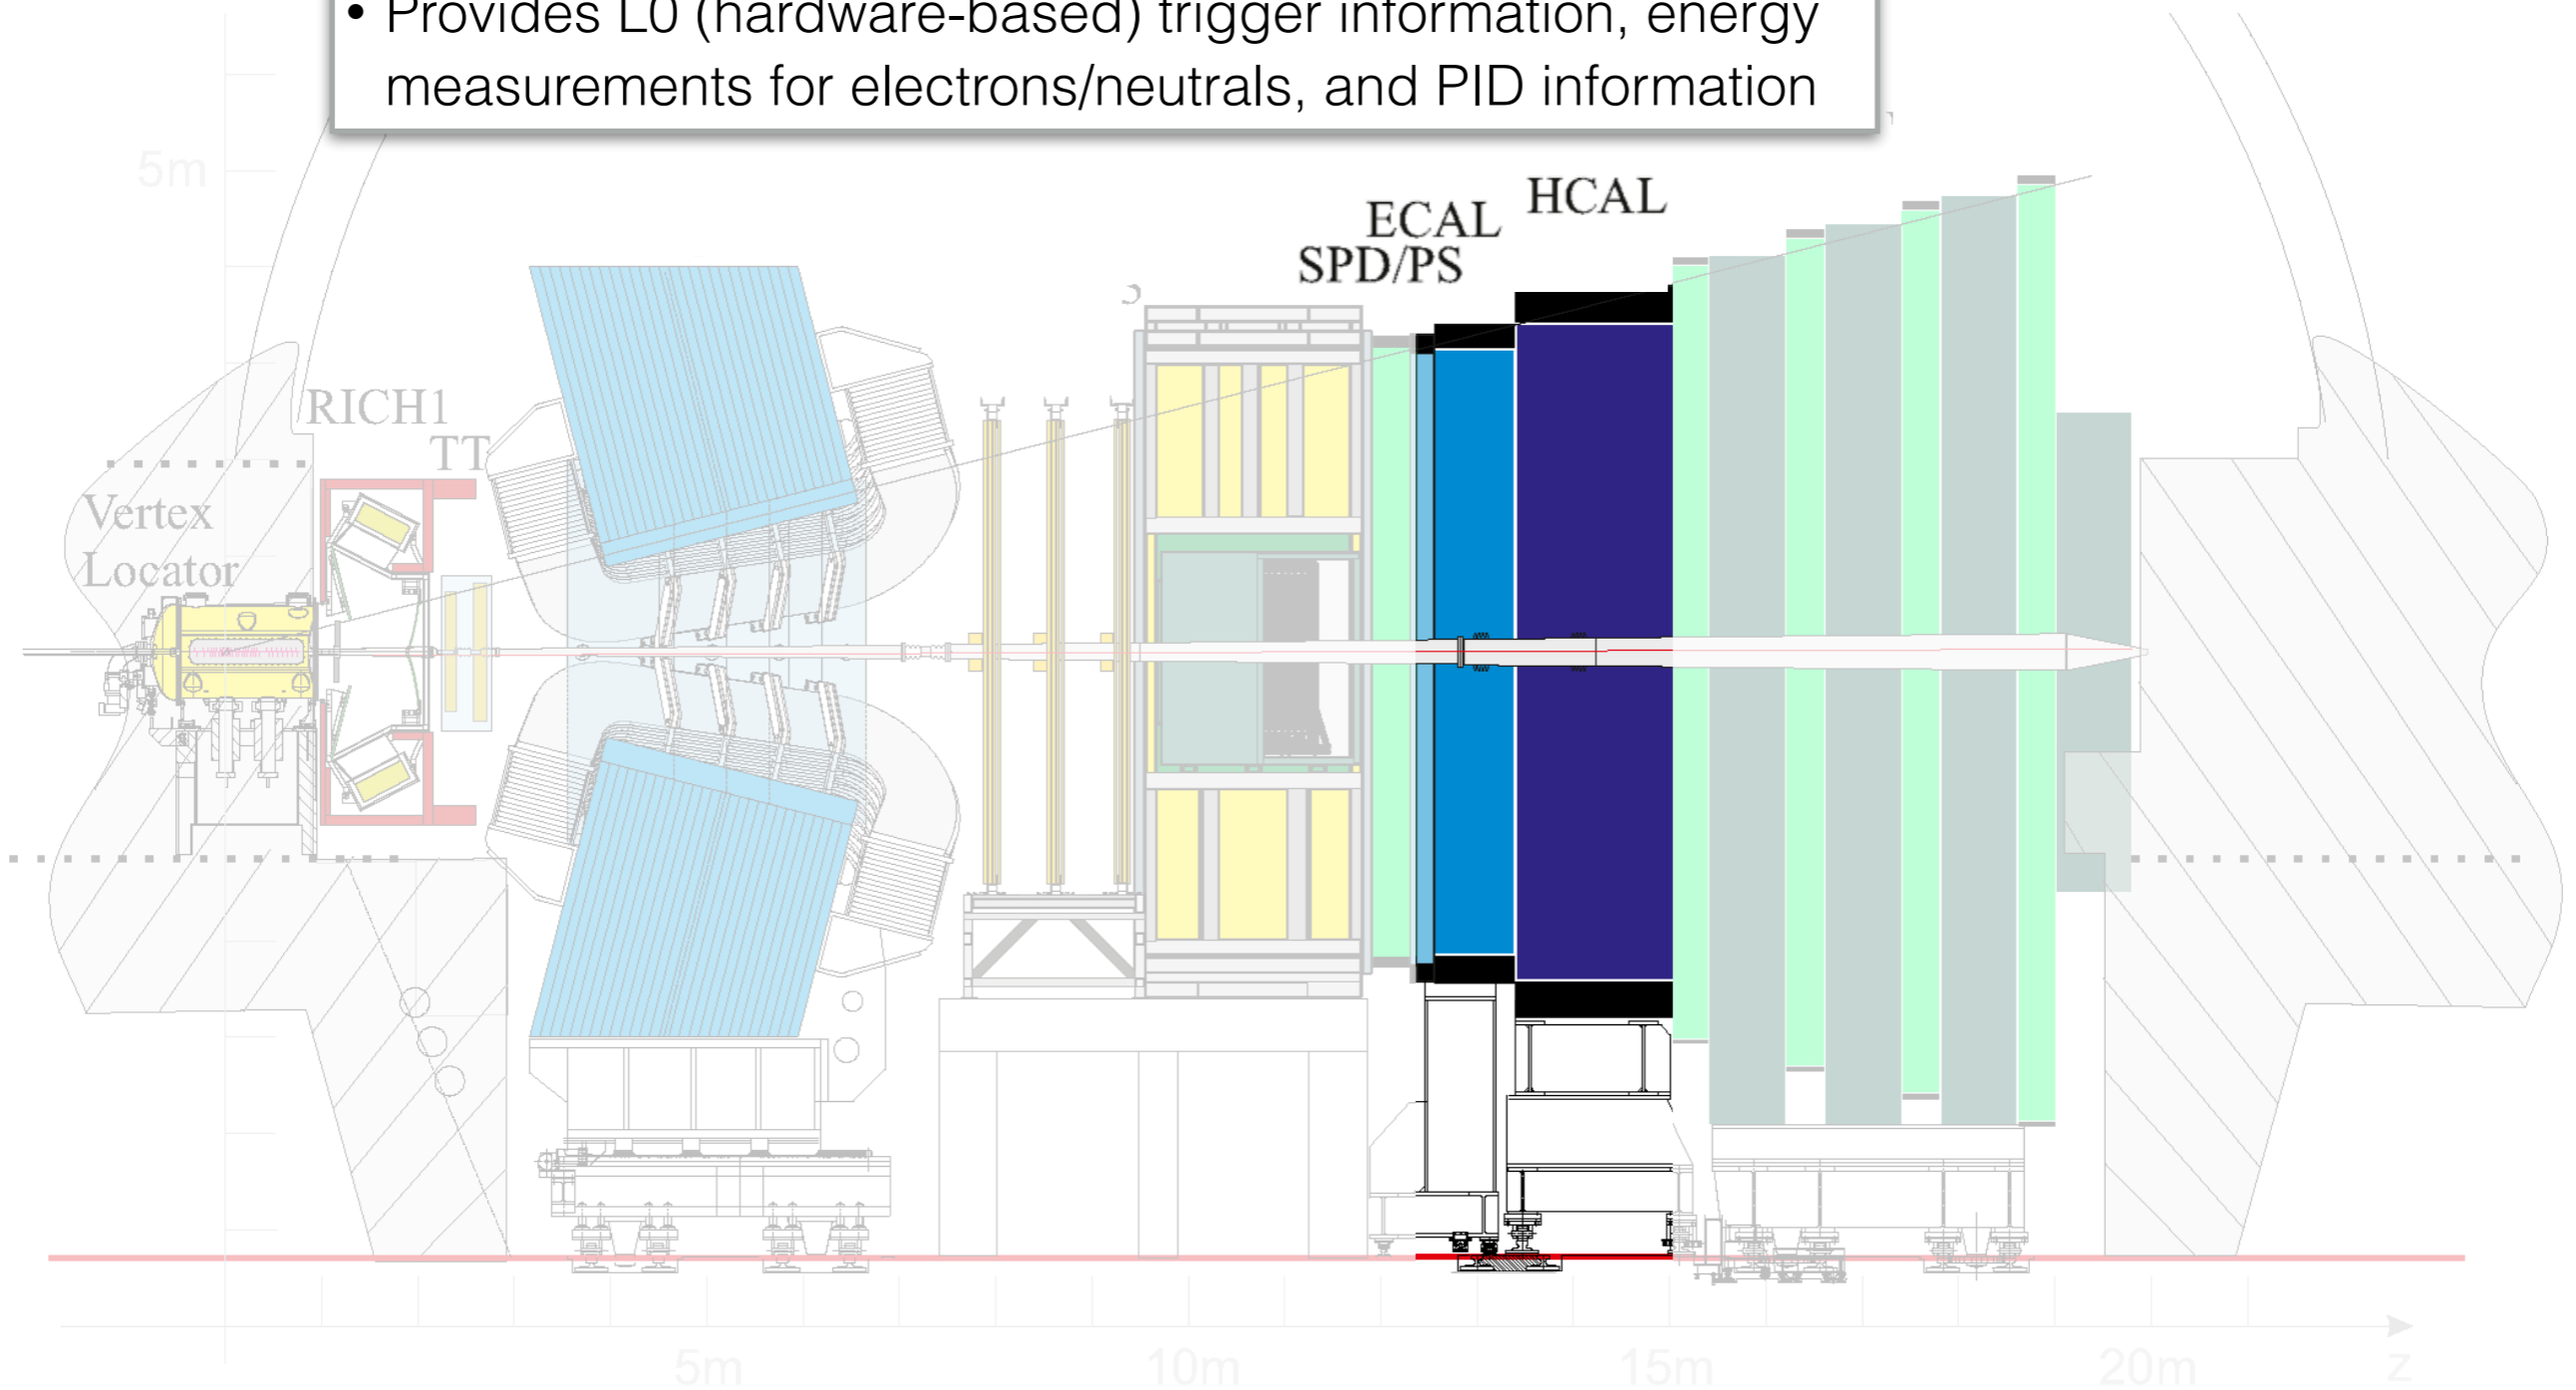 • Provides L0 (hardware-based) trigger information, energy
measurements for electrons/neutrals, and PID information
5m
HCAL
ECAL
SPD/PS
RICH1
TT
Vertex
Locator
5m
10m
15m
20m
z